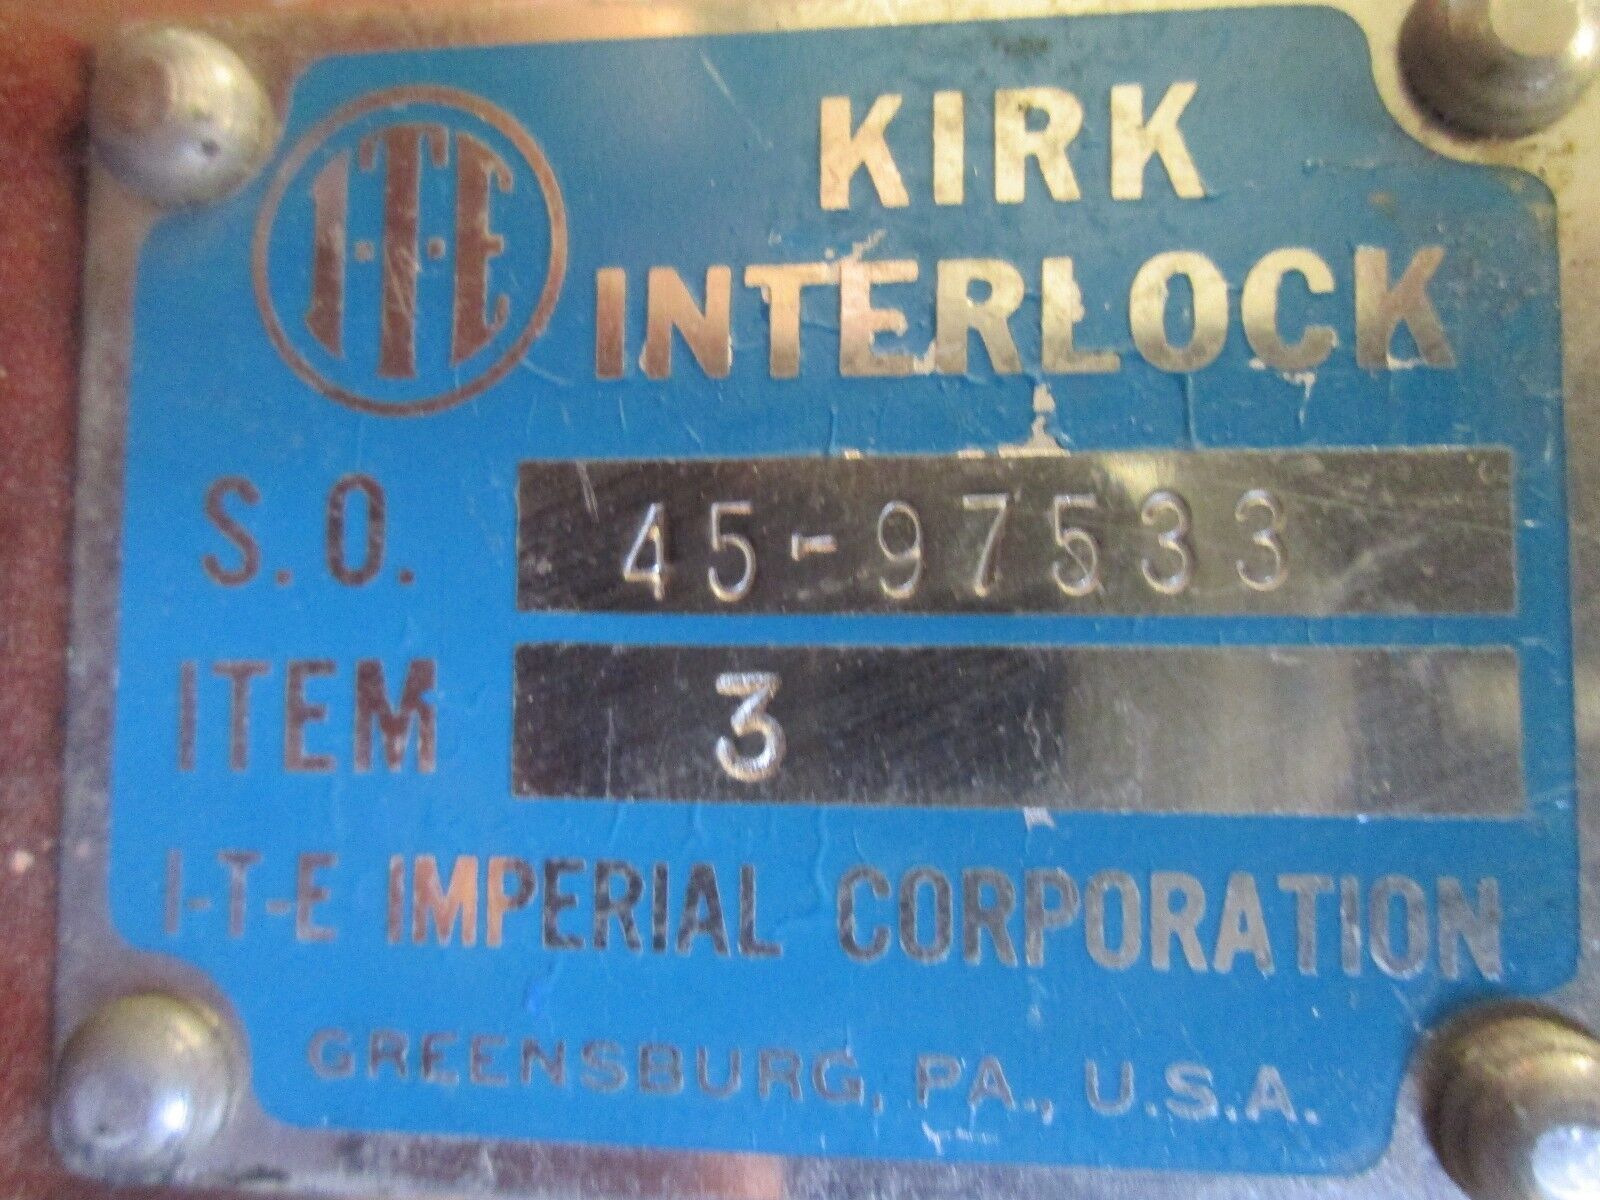 I-T-E
KIRK
INTERLOCK
S.O. 45-97533
ITEM 3
I-T-E IMPERIAL CORPORATION
GREENSBURG, PA., U.S.A.